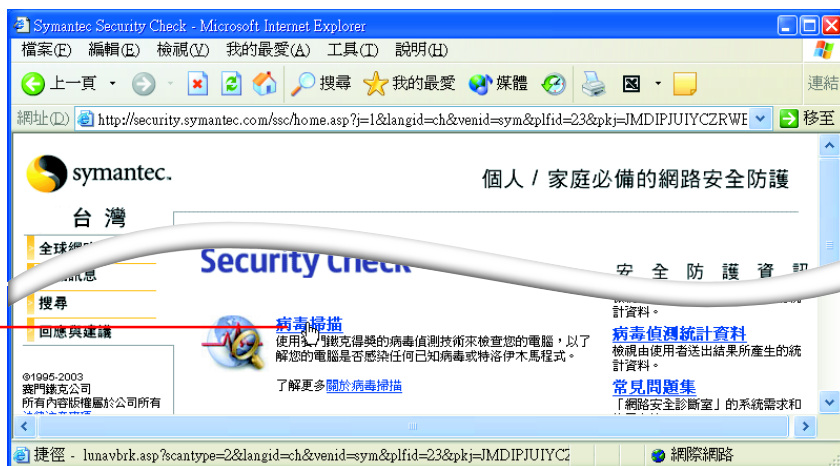 Symantec Security Check - Microsoft Internet Explorer
檔案(F) 編輯(E) 檢視(V) 我的最愛(A) 工具(T) 說明(H)
上一頁 搜尋 我的最愛 媒體 連結
網址(D) http://security.symantec.com/ssc/home.asp?j=1&langid=ch&venid=sym&plfid=23&pkj=JMDIPJUIYCZRWE 移至
symantec.
個人 / 家庭必備的網路安全防護
台 灣
全球
Security Check
安 全 防 護 資 訊
搜尋
回應與建議
病毒掃描
使用賽門鐵克得獎的病毒偵測技術來檢查您的電腦,以了
解您的電腦是否感染任何已知病毒或特洛伊木馬程式。
了解更多關於病毒掃描
計資料。
病毒偵測統計資料
檢視由使用者送出結果所產生的統
計資料。
常見問題集
「網路安全診斷室」的系統需求和
©1995-2003
賽門鐵克公司
所有內容版權屬於公司所有
捷徑 - lunavbrk.asp?scantype=2&langid=ch&venid=sym&plfid=23&pkj=JMDIPJUIYCZ
網際網路